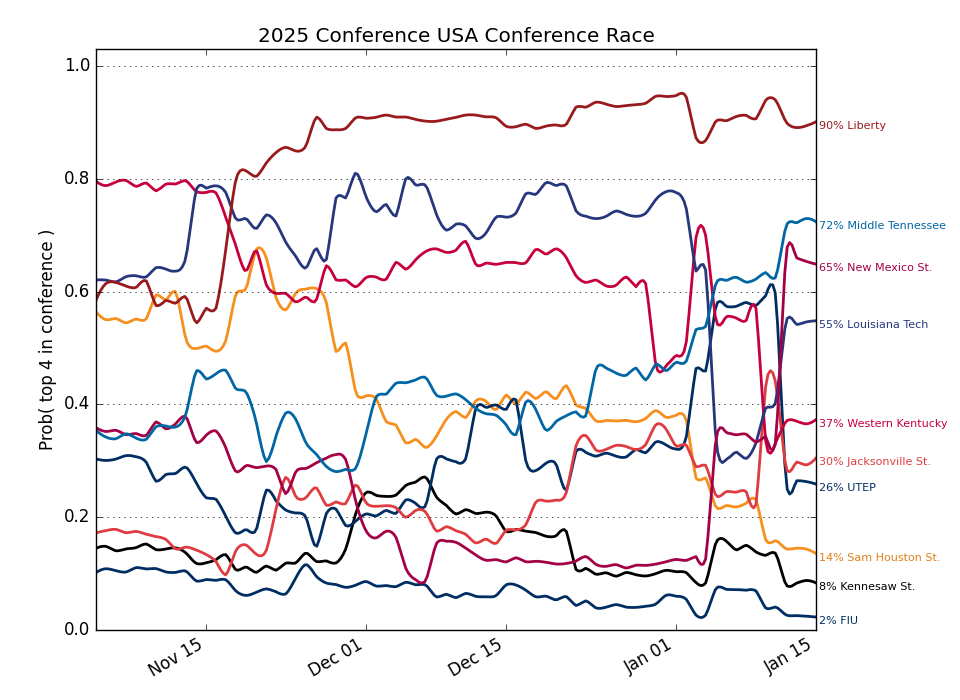 2025 Conference USA Conference Race
Prob( top 4 in conference )
1.0
0.8
0.6
0.4
0.2
0.0
Nov 15
Dec 01
Dec 15
Jan 01
Jan 15
90% Liberty
72% Middle Tennessee
65% New Mexico St.
55% Louisiana Tech
37% Western Kentucky
30% Jacksonville St.
26% UTEP
14% Sam Houston St.
8% Kennesaw St.
2% FIU